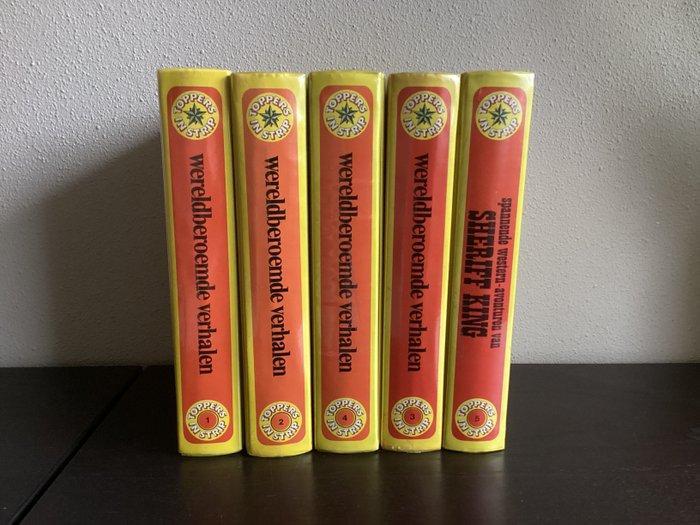 TOPPERS IN STRIP
wereldberoemde verhalen
TOPPERS IN STRIP
1
TOPPERS IN STRIP
wereldberoemde verhalen
TOPPERS IN STRIP
2
TOPPERS IN STRIP
wereldberoemde verhalen
TOPPERS IN STRIP
4
TOPPERS IN STRIP
wereldberoemde verhalen
TOPPERS IN STRIP
3
TOPPERS IN STRIP
spannende western-avonturen van
SHERIFF KING
TOPPERS IN STRIP
5